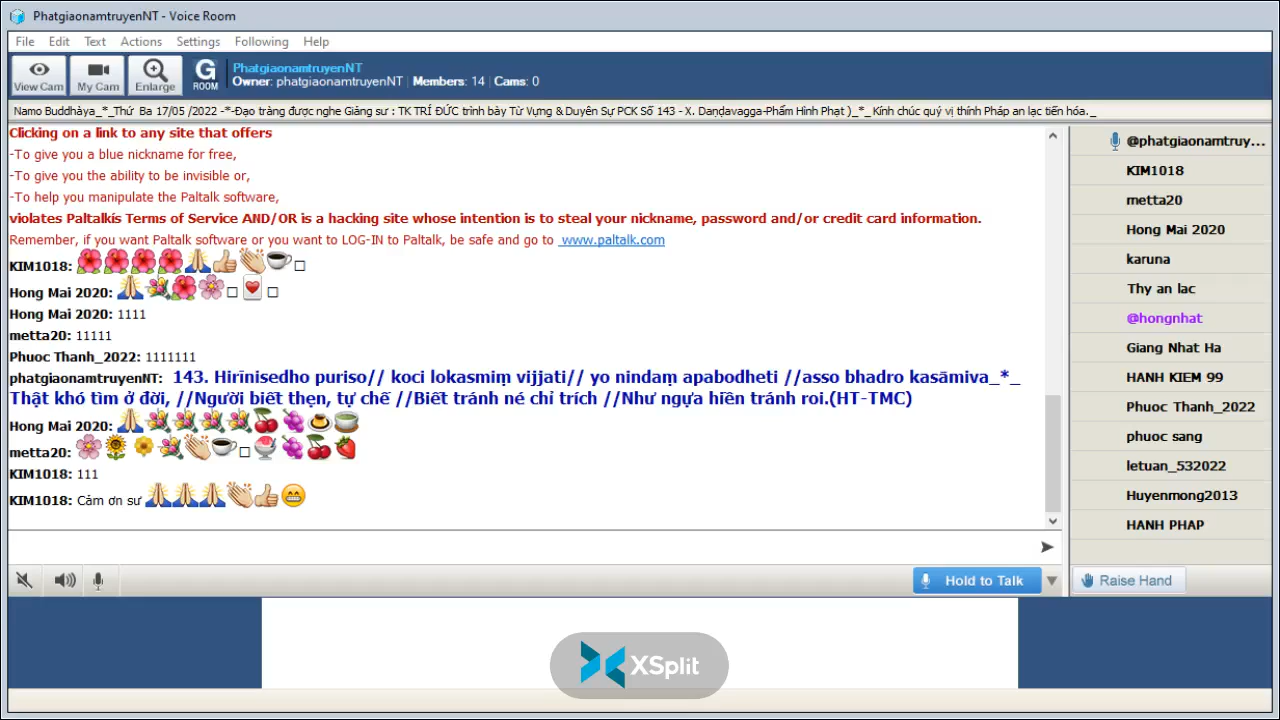 PhatgiaonamtruyenNT - Voice Room
File Edit Text Actions Settings Following Help
View Cam My Cam Enlarge G ROOM
PhatgiaonamtruyenNT
Owner: phatgiaonamtruyenNT | Members: 14 | Cams: 0
Namo Buddhàya_*_Thứ Ba 17/05 /2022 -*-Đạo tràng được nghe Giảng sư : TK TRÍ ĐỨC trình bày Từ Vựng & Duyên Sự PCK Số 143 - X. Daṇḍavagga-Phẩm Hình Phạt )_*_ Kính chúc quý vị thính Pháp an lạc tiến hóa._
Clicking on a link to any site that offers
-To give you a blue nickname for free,
-To give you the ability to be invisible or,
-To help you manipulate the Paltalk software,
violates Paltalkís Terms of Service AND/OR is a hacking site whose intention is to steal your nickname, password and/or credit card information.
Remember, if you want Paltalk software or you want to LOG-IN to Paltalk, be safe and go to www.paltalk.com
KIM1018:
Hong Mai 2020:
Hong Mai 2020: 1111
metta20: 11111
Phuoc Thanh_2022: 1111111
phatgiaonamtruyenNT: 143. Hirīnisedho puriso// koci lokasmiṃ vijjati// yo nindaṃ apabodheti //asso bhadro kasāmiva_*_
Thật khó tìm ở đời, //Người biết thẹn, tự chế //Biết tránh né chỉ trích //Như ngựa hiền tránh roi.(HT-TMC)
Hong Mai 2020:
metta20:
KIM1018: 111
KIM1018: Cảm ơn sư
@phatgiaonamtruy...
KIM1018
metta20
Hong Mai 2020
karuna
Thy an lac
@hongnhat
Giang Nhat Ha
HANH KIEM 99
Phuoc Thanh_2022
phuoc sang
letuan_532022
Huyenmong2013
HANH PHAP
Hold to Talk
Raise Hand
XSplit